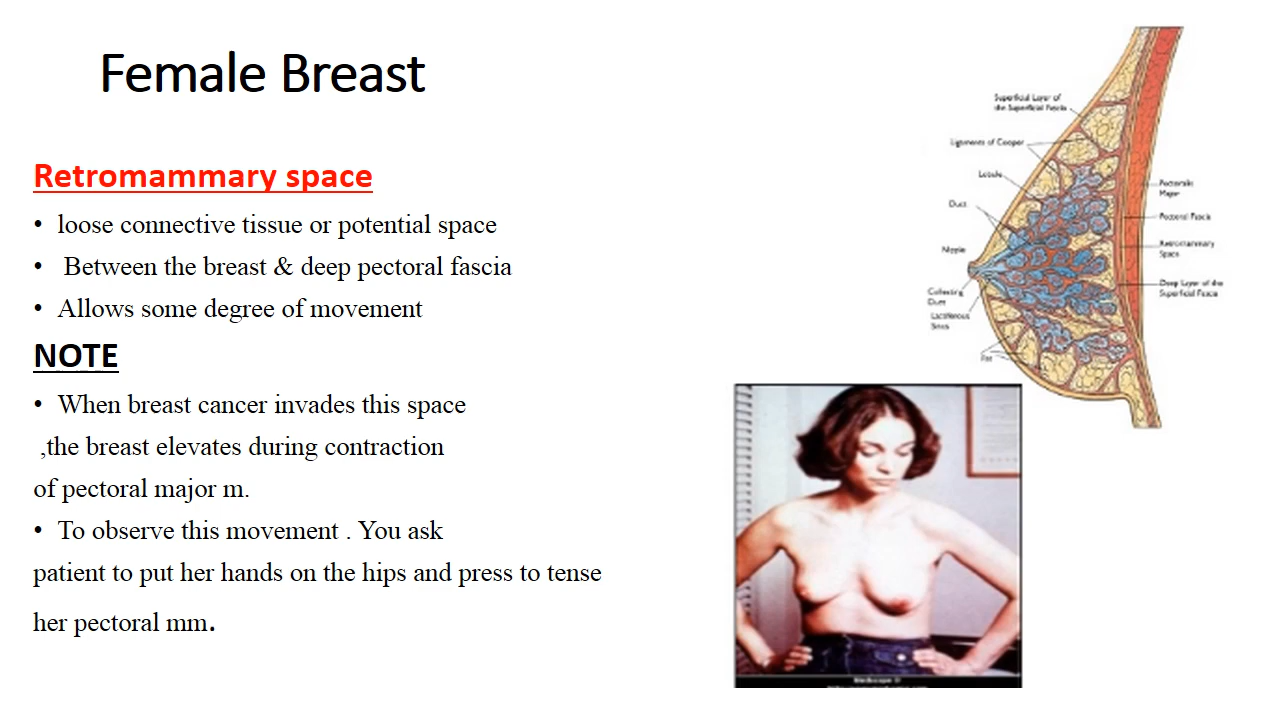 Female Breast
Retromammary space
• loose connective tissue or potential space
• Between the breast & deep pectoral fascia
• Allows some degree of movement
NOTE
• When breast cancer invades this space
,the breast elevates during contraction
of pectoral major m.
• To observe this movement . You ask
patient to put her hands on the hips and press to tense
her pectoral mm.
Superficial Layer of
the Superficial Fascia
Ligaments of Cooper
Lobule
Duct
Nipple
Collecting
Duct
Lactiferous
Sinus
Fat
Pectoralis
Major
Pectoral Fascia
Retromammary
Space
Deep Layer of the
Superficial Fascia
Medscape ®